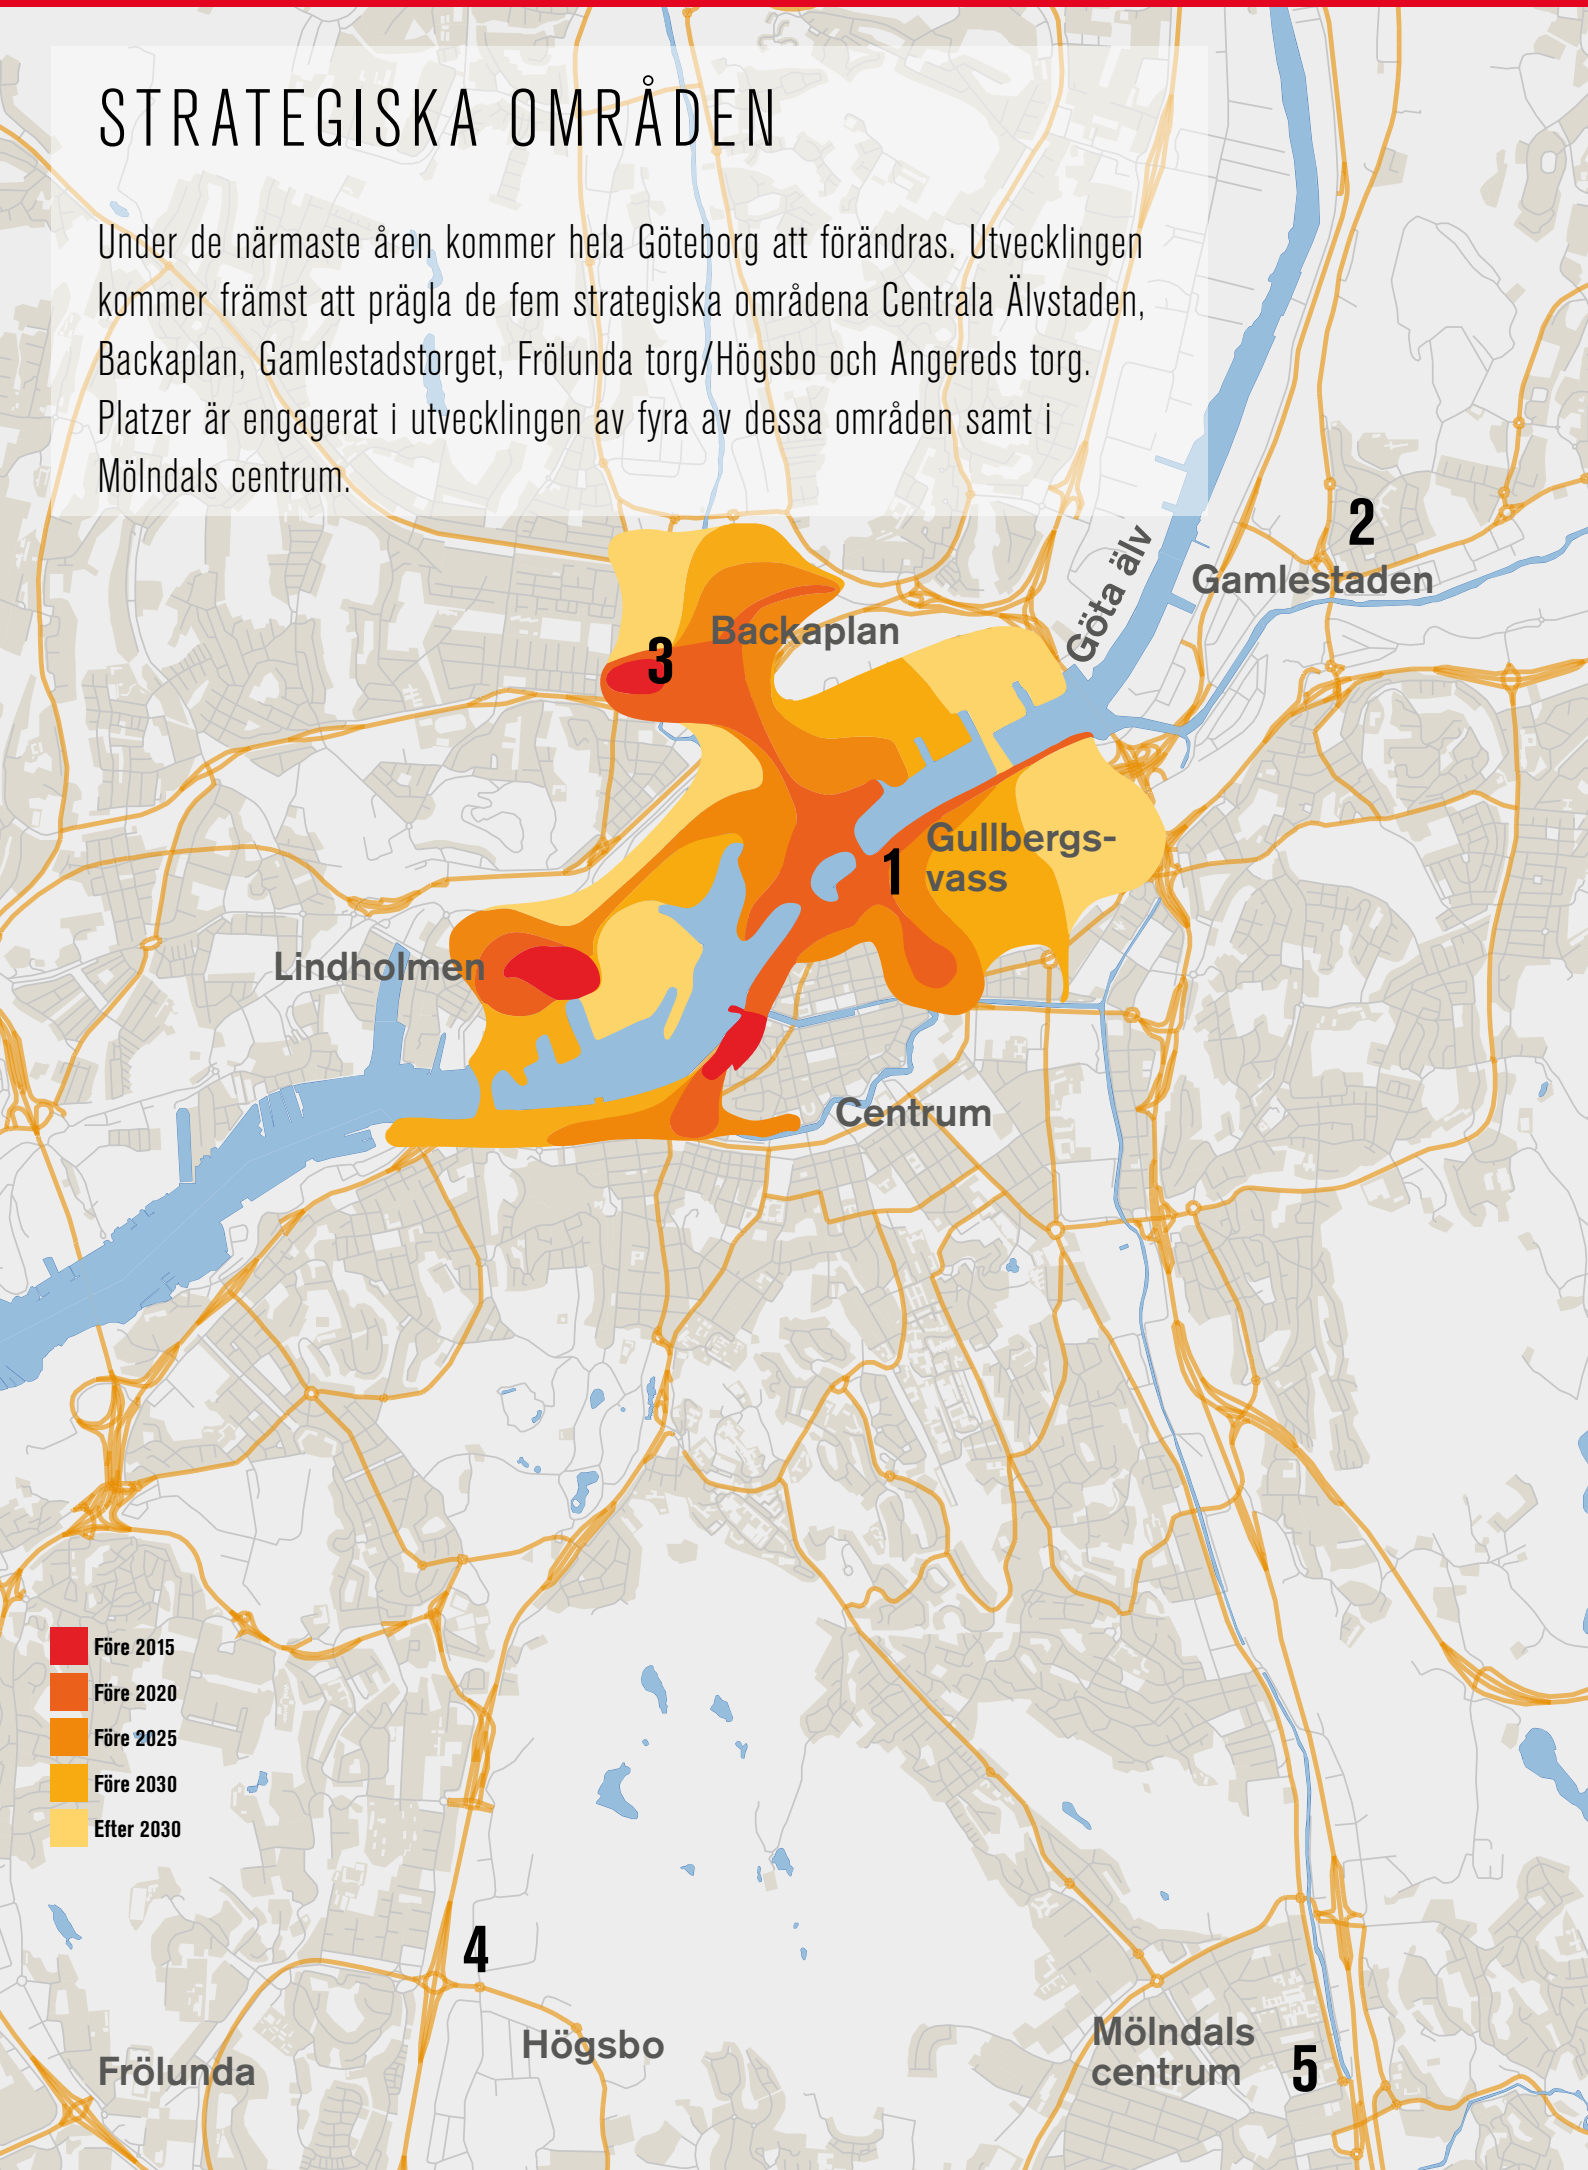 STRATEGISKA OMRÅDEN
Under de närmaste åren kommer hela Göteborg att förändras. Utvecklingen
kommer främst att prägla de fem strategiska områdena Centrala Älvstaden,
Backaplan, Gamlestadstorget, Frölunda torg/Högsbo och Angereds torg.
Platzer är engagerat i utvecklingen av fyra av dessa områden samt i
Mölndals centrum.
2
Göta älv
Gamlestaden
Backaplan
3
Gullbergs-
vass
1
Lindholmen
Centrum
Före 2015
Före 2020
Före 2025
Före 2030
Efter 2030
4
Högsbo
Frölunda
Mölndals
centrum
5